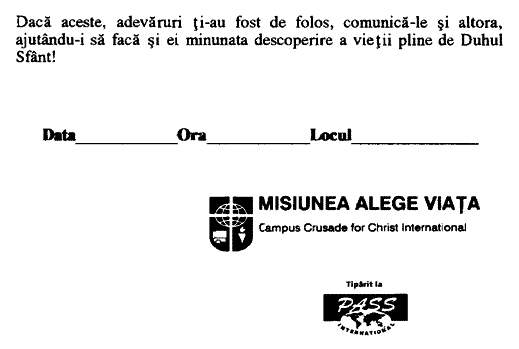 Dacă aceste, adevăruri ţi-au fost de folos, comunică-le şi altora,
ajutându-i să facă şi ei minunata descoperire a vieţii pline de Duhul
Sfânt!
Data____________Ora____________Locul_______________
MISIUNEA ALEGE VIAŢA
Campus Crusade for Christ International
Tipărit la
PASS
INTERNATIONAL